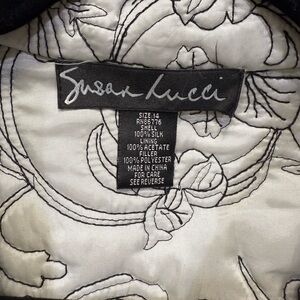 Susan Lucci
SIZE 14
RN86776
SHELL
100% SILK
LINING
100% ACETATE
FILLER
100% POLYESTER
MADE IN CHINA
FOR CARE
SEE REVERSE